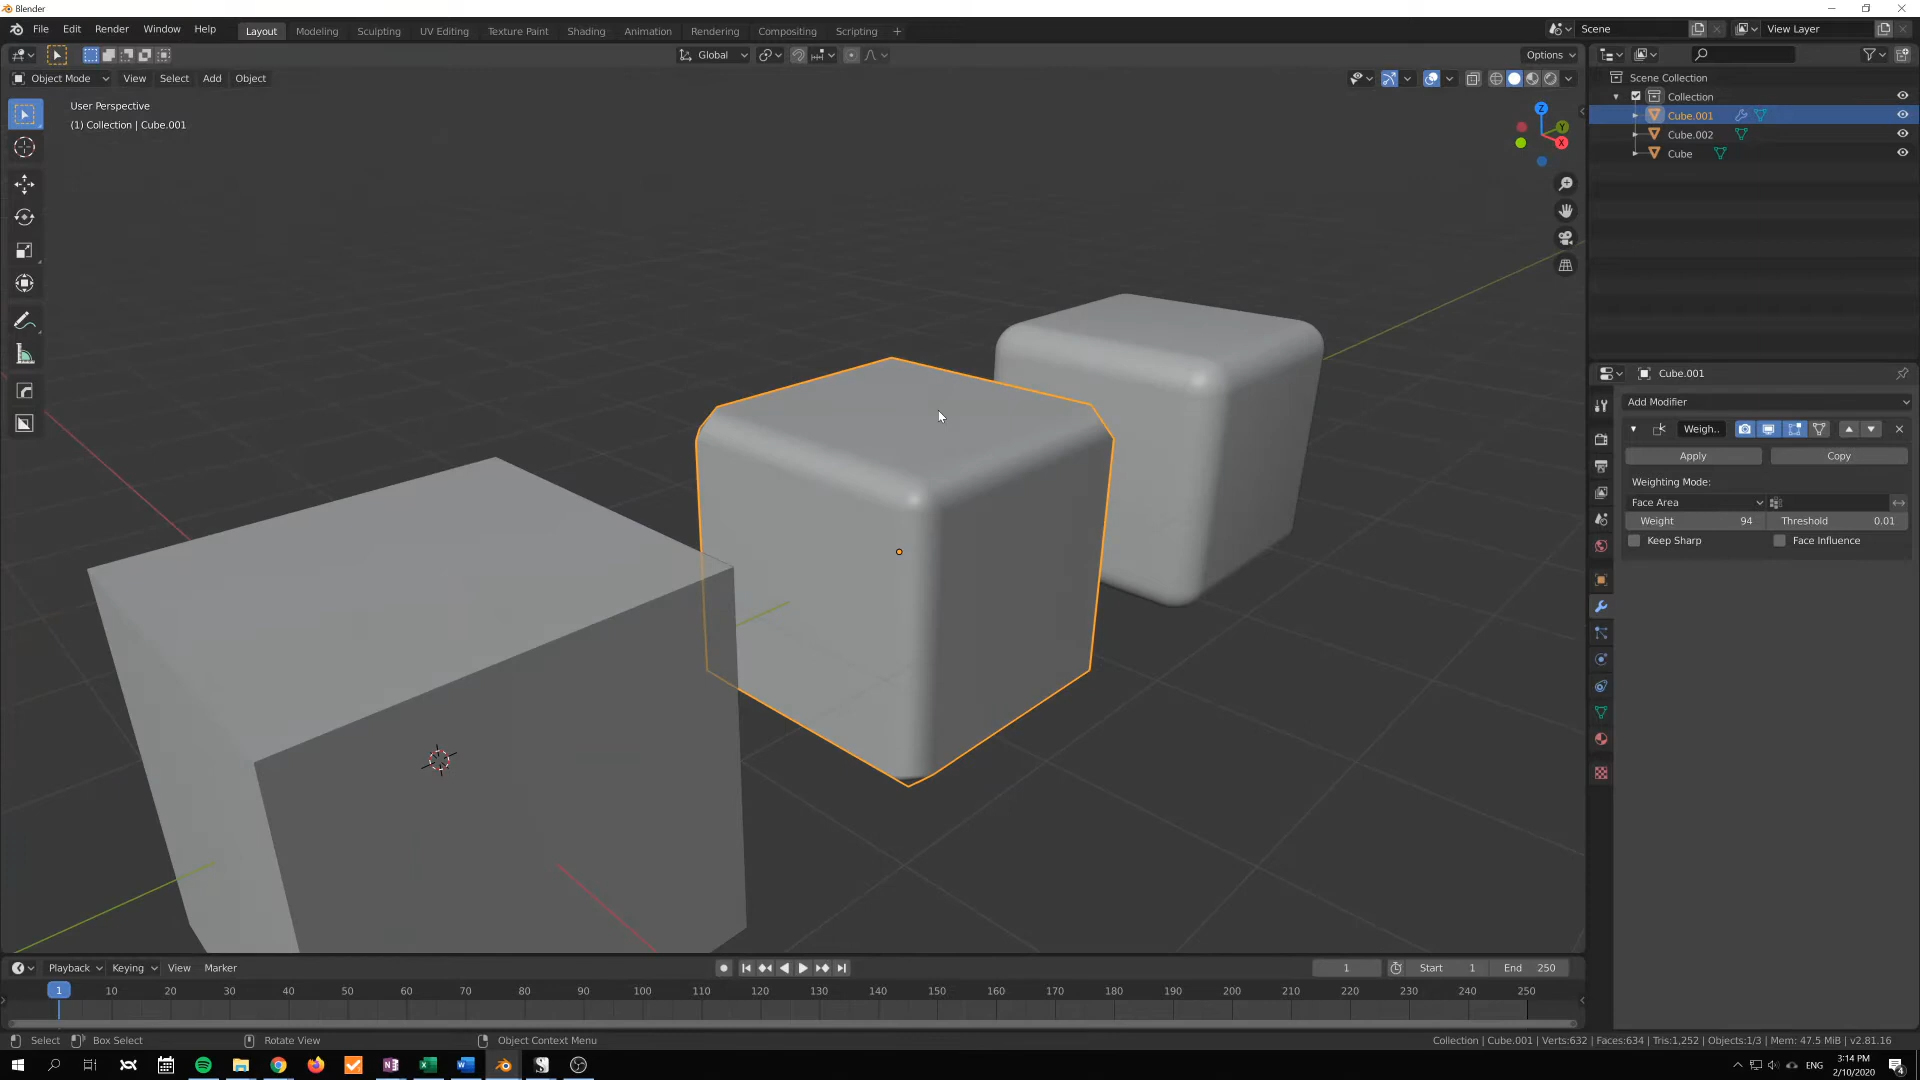 Blender
File Edit Render Window Help
Layout Modeling Sculpting UV Editing Texture Paint Shading Animation Rendering Compositing Scripting +
Scene
View Layer
Global
Options
Object Mode View Select Add Object
User Perspective
(1) Collection | Cube.001
Z
Y
X
Scene Collection
Collection
Cube.001
Cube.002
Cube
Cube.001
Add Modifier
Weigh..
Apply Copy
Weighting Mode:
Face Area
Weight 94 Threshold 0.01
Keep Sharp Face Influence
Playback Keying View Marker
1 Start 1 End 250
1 10 20 30 40 50 60 70 80 90 100 110 120 130 140 150 160 170 180 190 200 210 220 230 240 250
Select Box Select Rotate View Object Context Menu
Collection | Cube.001 | Verts:632 | Faces:634 | Tris:1,252 | Objects:1/3 | Mem: 47.5 MiB | v2.81.16
ENG
3:14 PM
2/10/2020
4